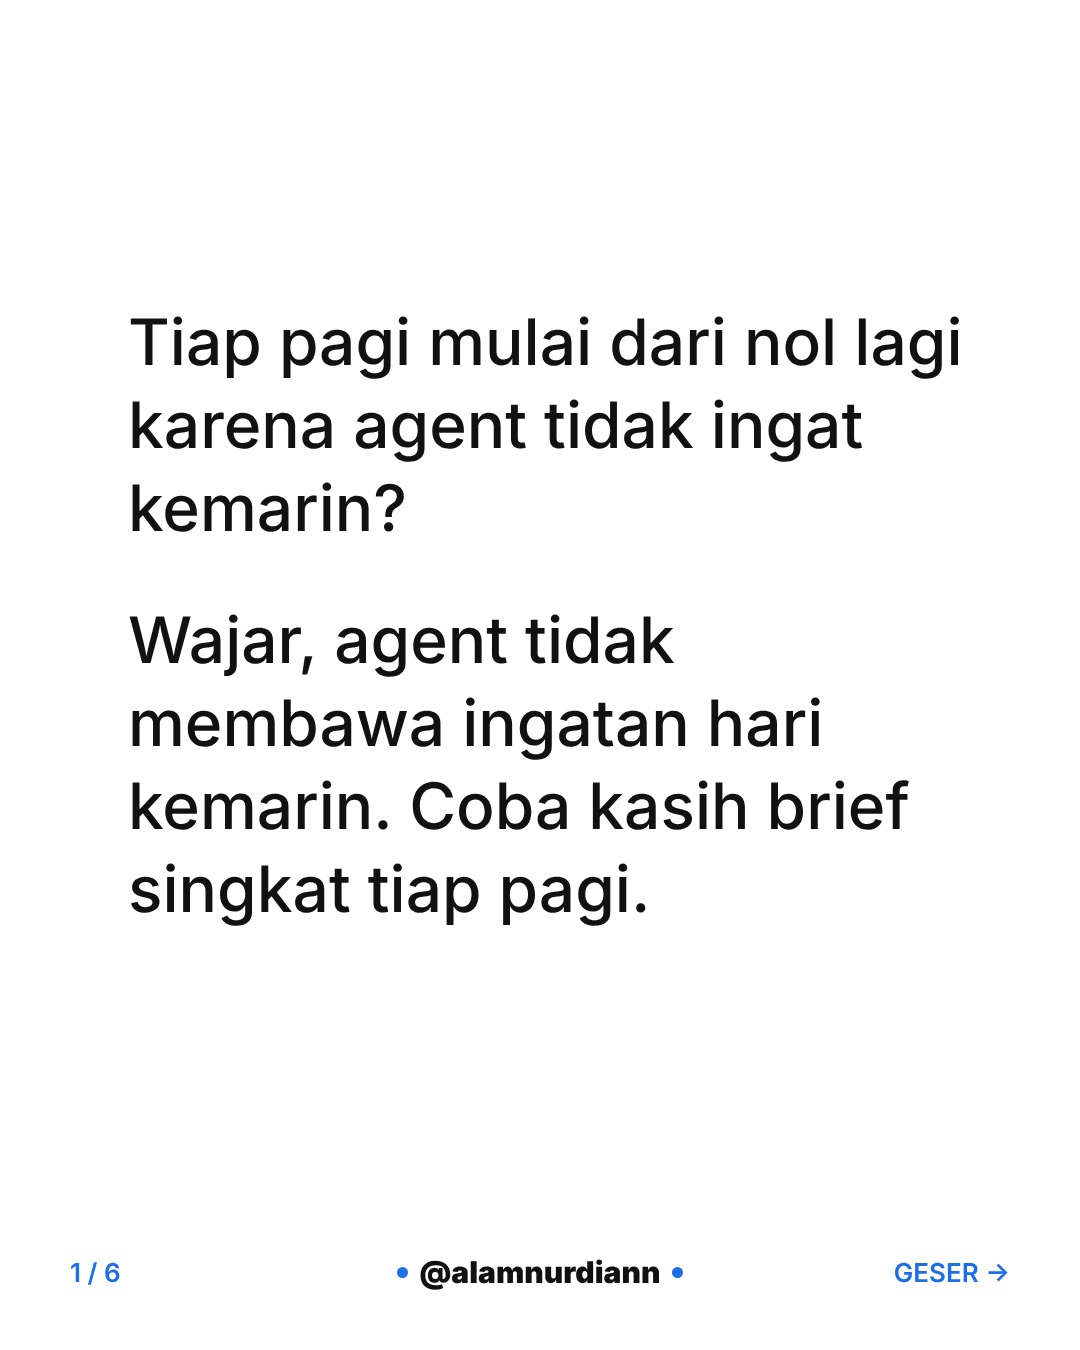 Tiap pagi mulai dari nol lagi
karena agent tidak ingat
kemarin?
Wajar, agent tidak
membawa ingatan hari
kemarin. Coba kasih brief
singkat tiap pagi.
1 / 6
• @alamnurdiann •
GESER →